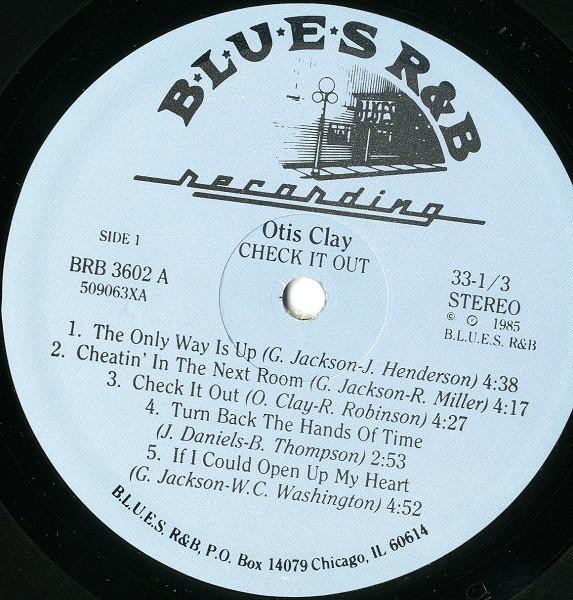 B★L★U★E★S R&B
BLUES
recording
Otis Clay
CHECK IT OUT
SIDE 1
BRB 3602 A
509063XA
33-1/3
STEREO
© ℗ 1985
B.L.U.E.S. R&B
1. The Only Way Is Up (G. Jackson-J. Henderson) 4:38
2. Cheatin' In The Next Room (G. Jackson-R. Miller) 4:17
3. Check It Out (O. Clay-R. Robinson) 4:27
4. Turn Back The Hands Of Time
(J. Daniels-B. Thompson) 2:53
5. If I Could Open Up My Heart
(G. Jackson-W.C. Washington) 4:52
B.L.U.E.S. R&B, P.O. Box 14079 Chicago, IL 60614